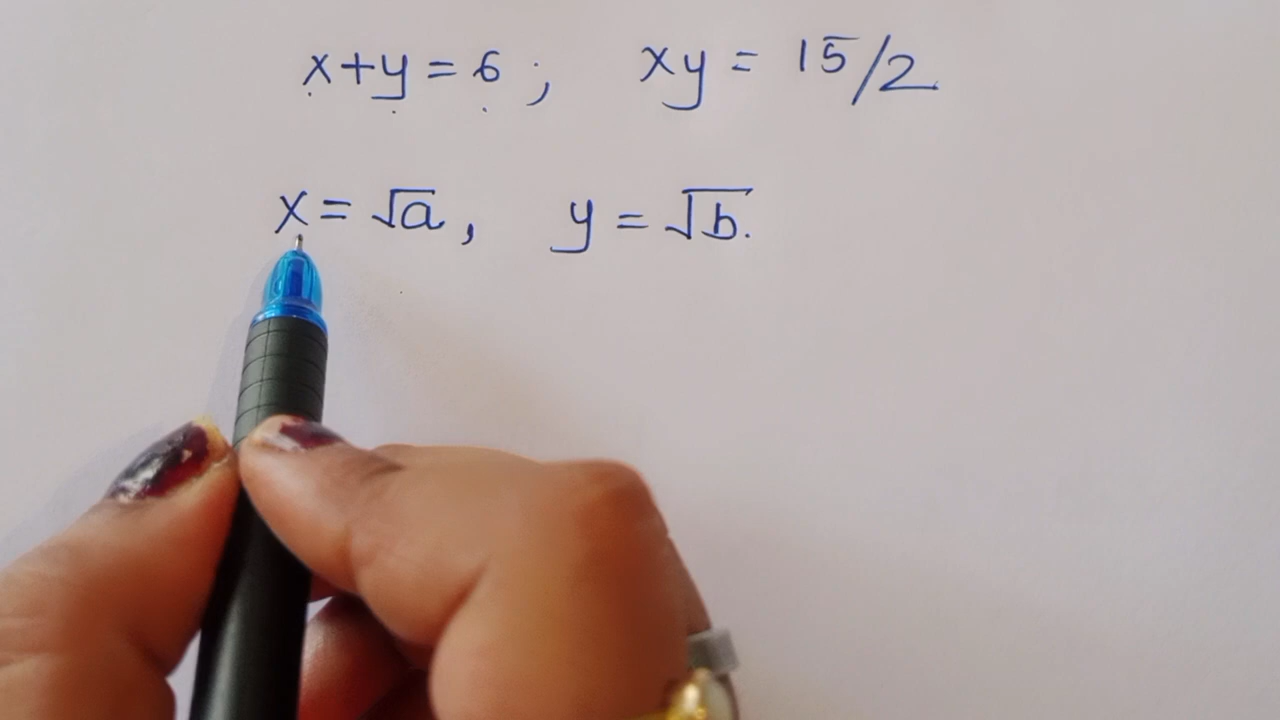 x+y=6 ; xy = 15/2
x = √a, y = √b.